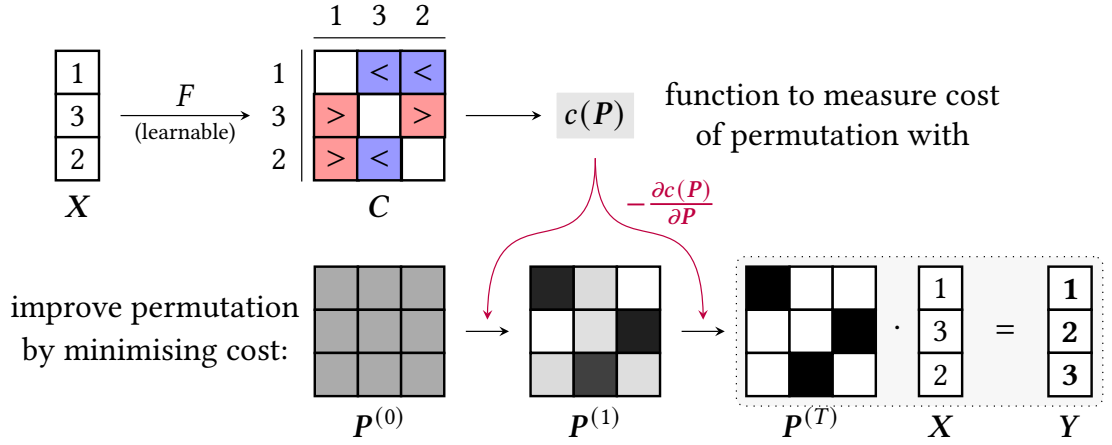 1 3 2
1
3
2
X
F
(learnable)
1 < <
3 > >
2 > <
C
c(P)
function to measure cost
of permutation with
− ∂c(P)
∂P
improve permutation
by minimising cost:
P(0)
P(1)
P(T)
·
1
3
2
X
=
1
2
3
Y